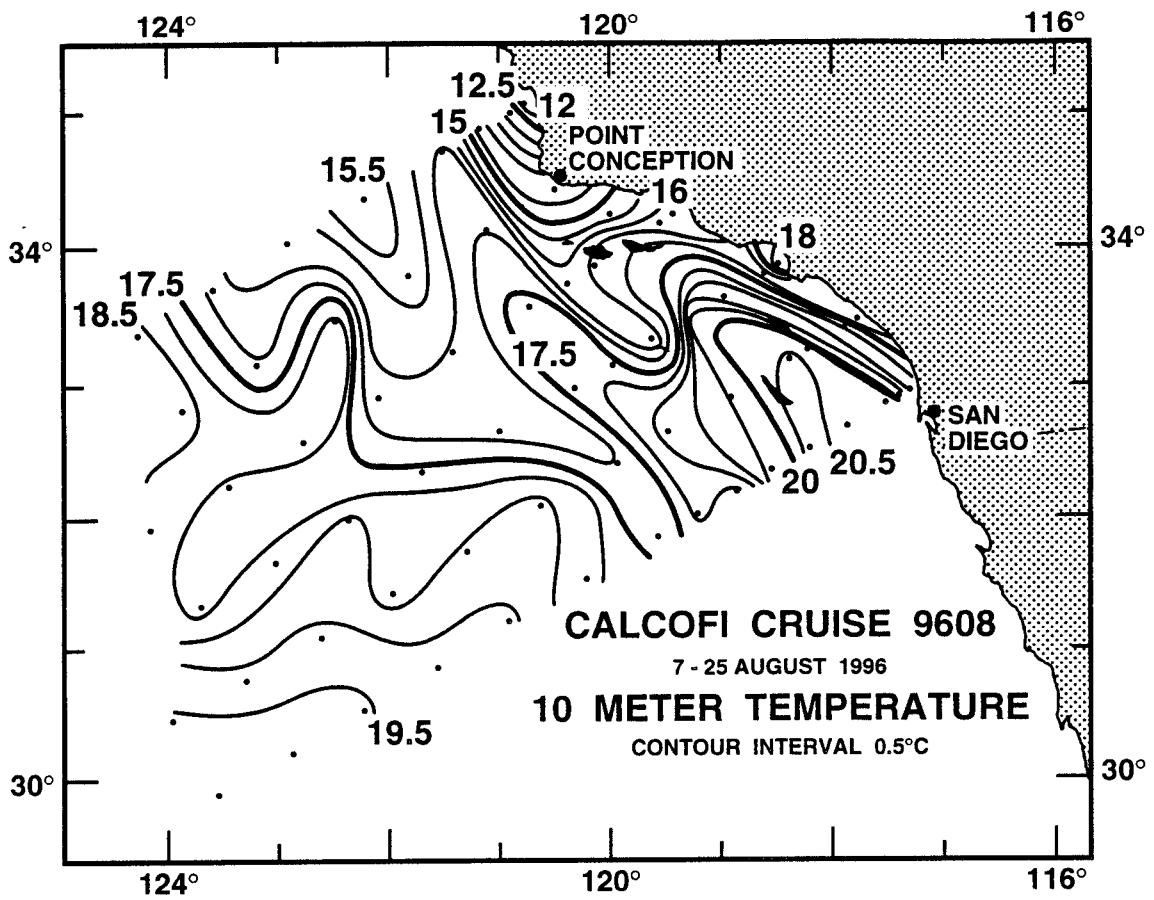 124° 120° 116°
12.5
12
15
POINT
CONCEPTION
15.5
16
34° 18 34°
17.5
18.5
17.5
SAN
DIEGO
20.5
20
CALCOFI CRUISE 9608
7 - 25 AUGUST 1996
10 METER TEMPERATURE
19.5
CONTOUR INTERVAL 0.5°C
30° 30°
124° 120° 116°